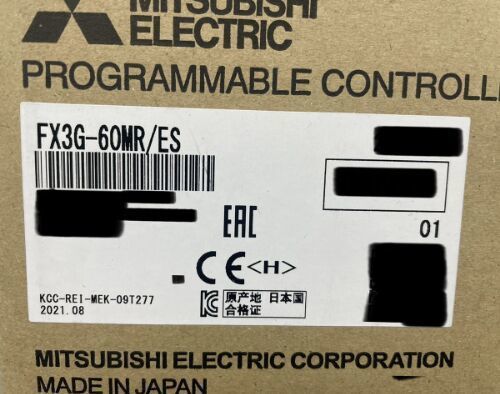 MITSUBISHI
ELECTRIC
PROGRAMMABLE CONTROLLE
FX3G-60MR/ES
EAC
01
CE <H>
KCC-REI-MEK-09T277
2021.08
原产地 日本国
合格证
MITSUBISHI ELECTRIC CORPORATION
MADE IN JAPAN